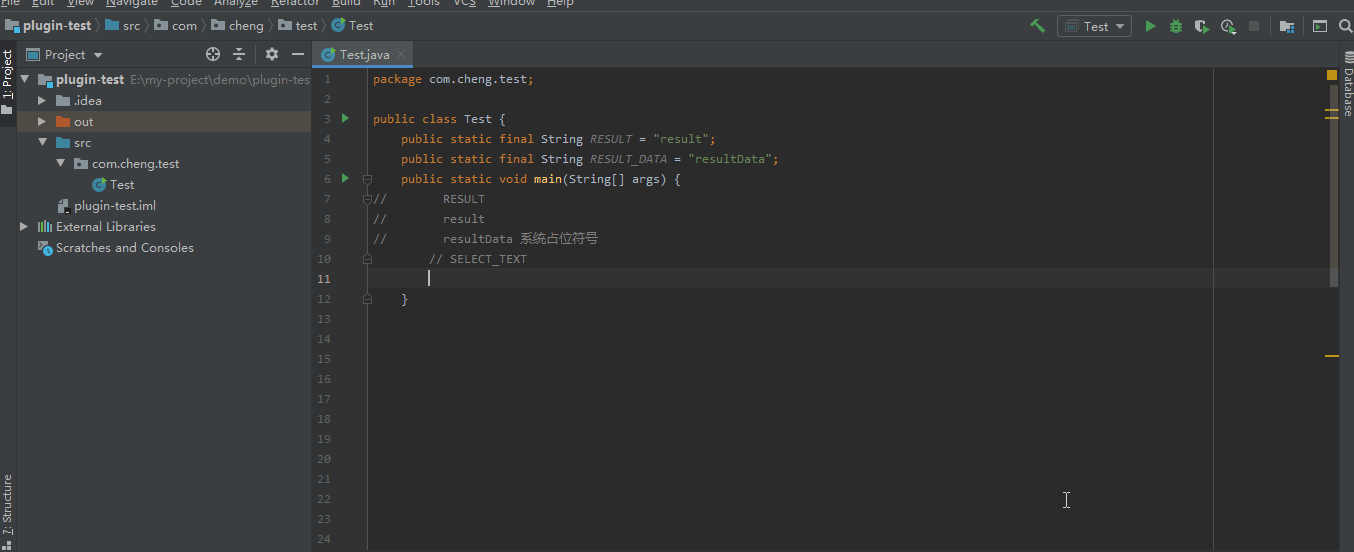 File Edit View Navigate Code Analyze Refactor Build Run Tools VCS Window Help
plugin-test src com cheng test Test
Test
1: Project
Project
plugin-test E:\my-project\demo\plugin-tes
.idea
out
src
com.cheng.test
Test
plugin-test.iml
External Libraries
Scratches and Consoles
7: Structure
Test.java
1 package com.cheng.test;
2
3 public class Test {
4 public static final String RESULT = "result";
5 public static final String RESULT_DATA = "resultData";
6 public static void main(String[] args) {
7 // RESULT
8 // result
9 // resultData 系统占位符号
10 // SELECT_TEXT
11
12 }
13
14
15
16
17
18
19
20
21
22
23
24
Database